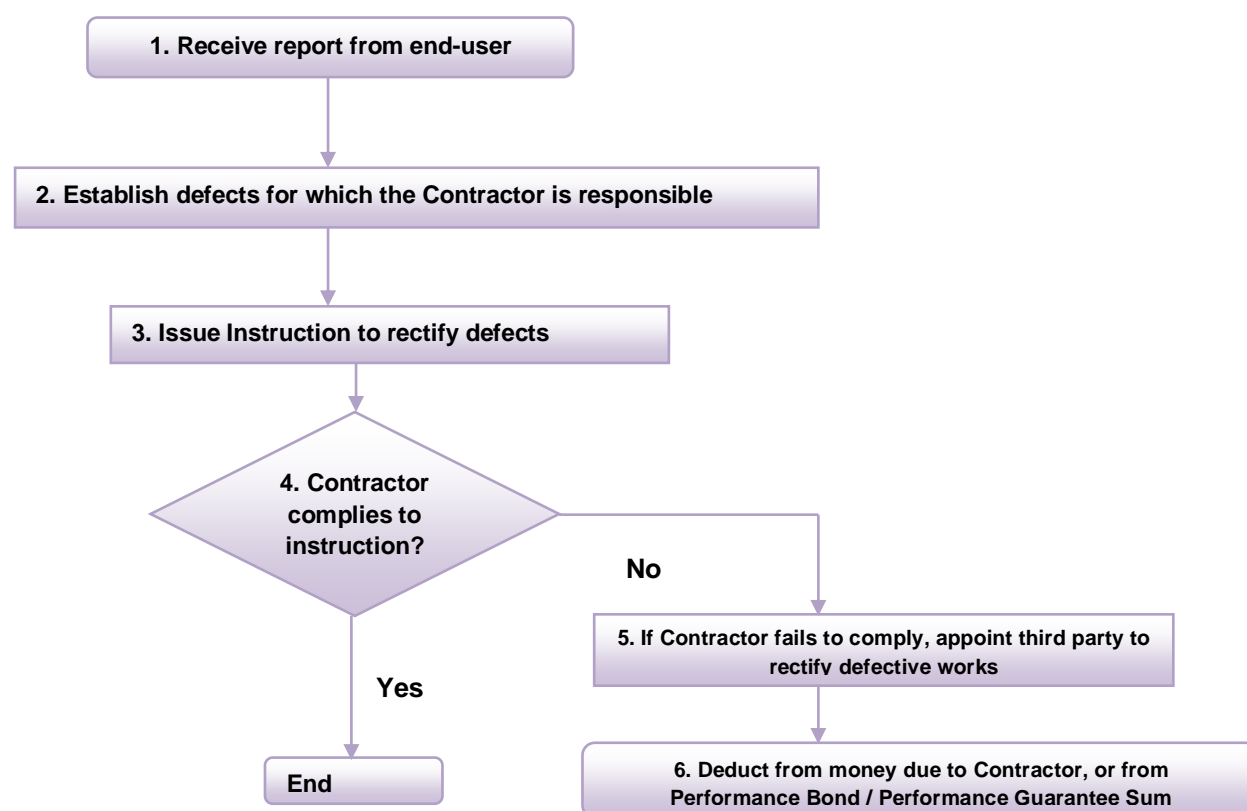 1. Receive report from end-user
2. Establish defects for which the Contractor is responsible
3. Issue Instruction to rectify defects
4. Contractor
complies to
instruction?
No
5. If Contractor fails to comply, appoint third party to
rectify defective works
Yes
End
6. Deduct from money due to Contractor, or from
Performance Bond / Performance Guarantee Sum